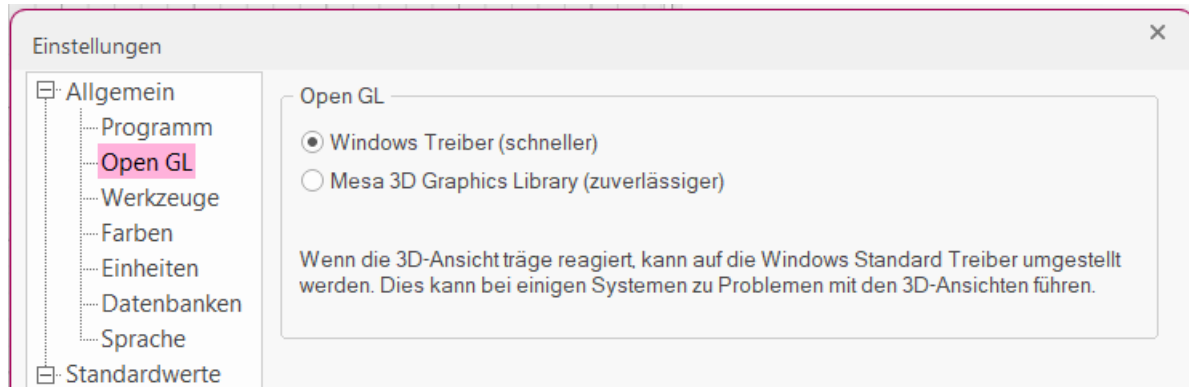 Einstellungen
Allgemein
Programm
Open GL
Werkzeuge
Farben
Einheiten
Datenbanken
Sprache
Standardwerte
Open GL
Windows Treiber (schneller)
Mesa 3D Graphics Library (zuverlässiger)
Wenn die 3D-Ansicht träge reagiert, kann auf die Windows Standard Treiber umgestellt
werden. Dies kann bei einigen Systemen zu Problemen mit den 3D-Ansichten führen.